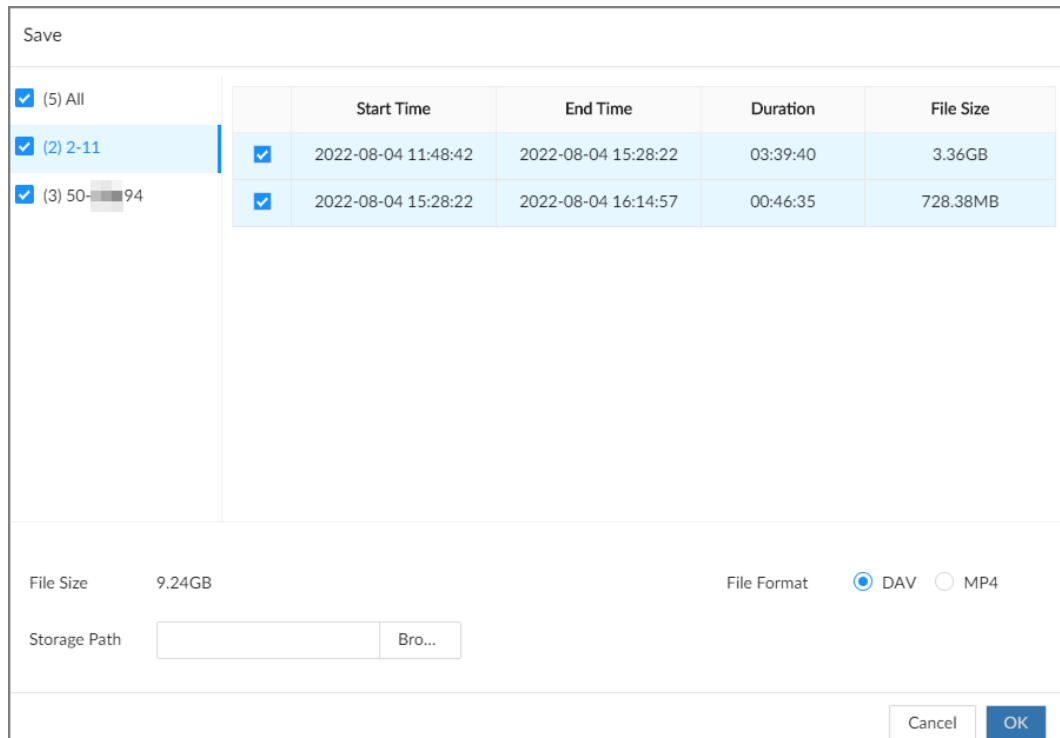 Save
(5) All
(2) 2-11
(3) 50- 94
Start Time End Time Duration File Size
2022-08-04 11:48:42 2022-08-04 15:28:22 03:39:40 3.36GB
2022-08-04 15:28:22 2022-08-04 16:14:57 00:46:35 728.38MB
File Size 9.24GB
File Format DAV MP4
Storage Path Bro...
Cancel OK